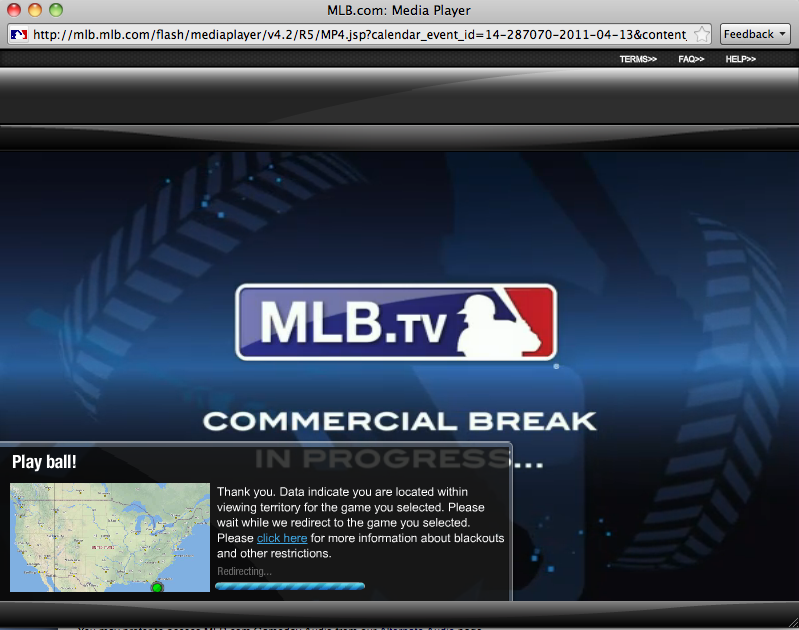 MLB.com: Media Player
http://mlb.mlb.com/flash/mediaplayer/v4.2/R5/MP4.jsp?calendar_event_id=14-287070-2011-04-13&content_
Feedback
TERMS>> FAQ>> HELP>>
MLB.TV
COMMERCIAL BREAK
IN PROGRESS...
Play ball!
Thank you. Data indicate you are located within
viewing territory for the game you selected. Please
wait while we redirect to the game you selected.
Please click here for more information about blackouts
and other restrictions.
Redirecting...